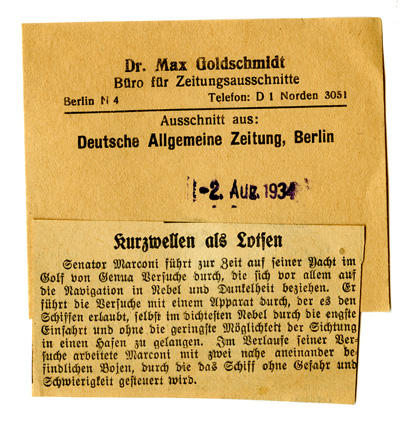 Dr. Max Goldschmidt
Büro für Zeitungsausschnitte
Berlin N 4 Telefon: D 1 Norden 3051
Ausschnitt aus:
Deutsche Allgemeine Zeitung, Berlin
-2. Aug. 1934
Kurzwellen als Lotsen
Senator Marconi führt zur Zeit auf seiner Yacht im
Golf von Genua Versuche durch, die sich vor allem auf
die Navigation in Nebel und Dunkelheit beziehen. Er
führt die Versuche mit einem Apparat durch, der es den
Schiffen erlaubt, selbst im dichtesten Nebel durch die engste
Einfahrt und ohne die geringste Möglichkeit der Sichtung
in einen Hafen zu gelangen. Im Verlaufe seiner Ver-
suche arbeitete Marconi mit zwei nahe aneinander be-
findlichen Bojen, durch die das Schiff ohne Gefahr und
Schwierigkeit gesteuert wird.